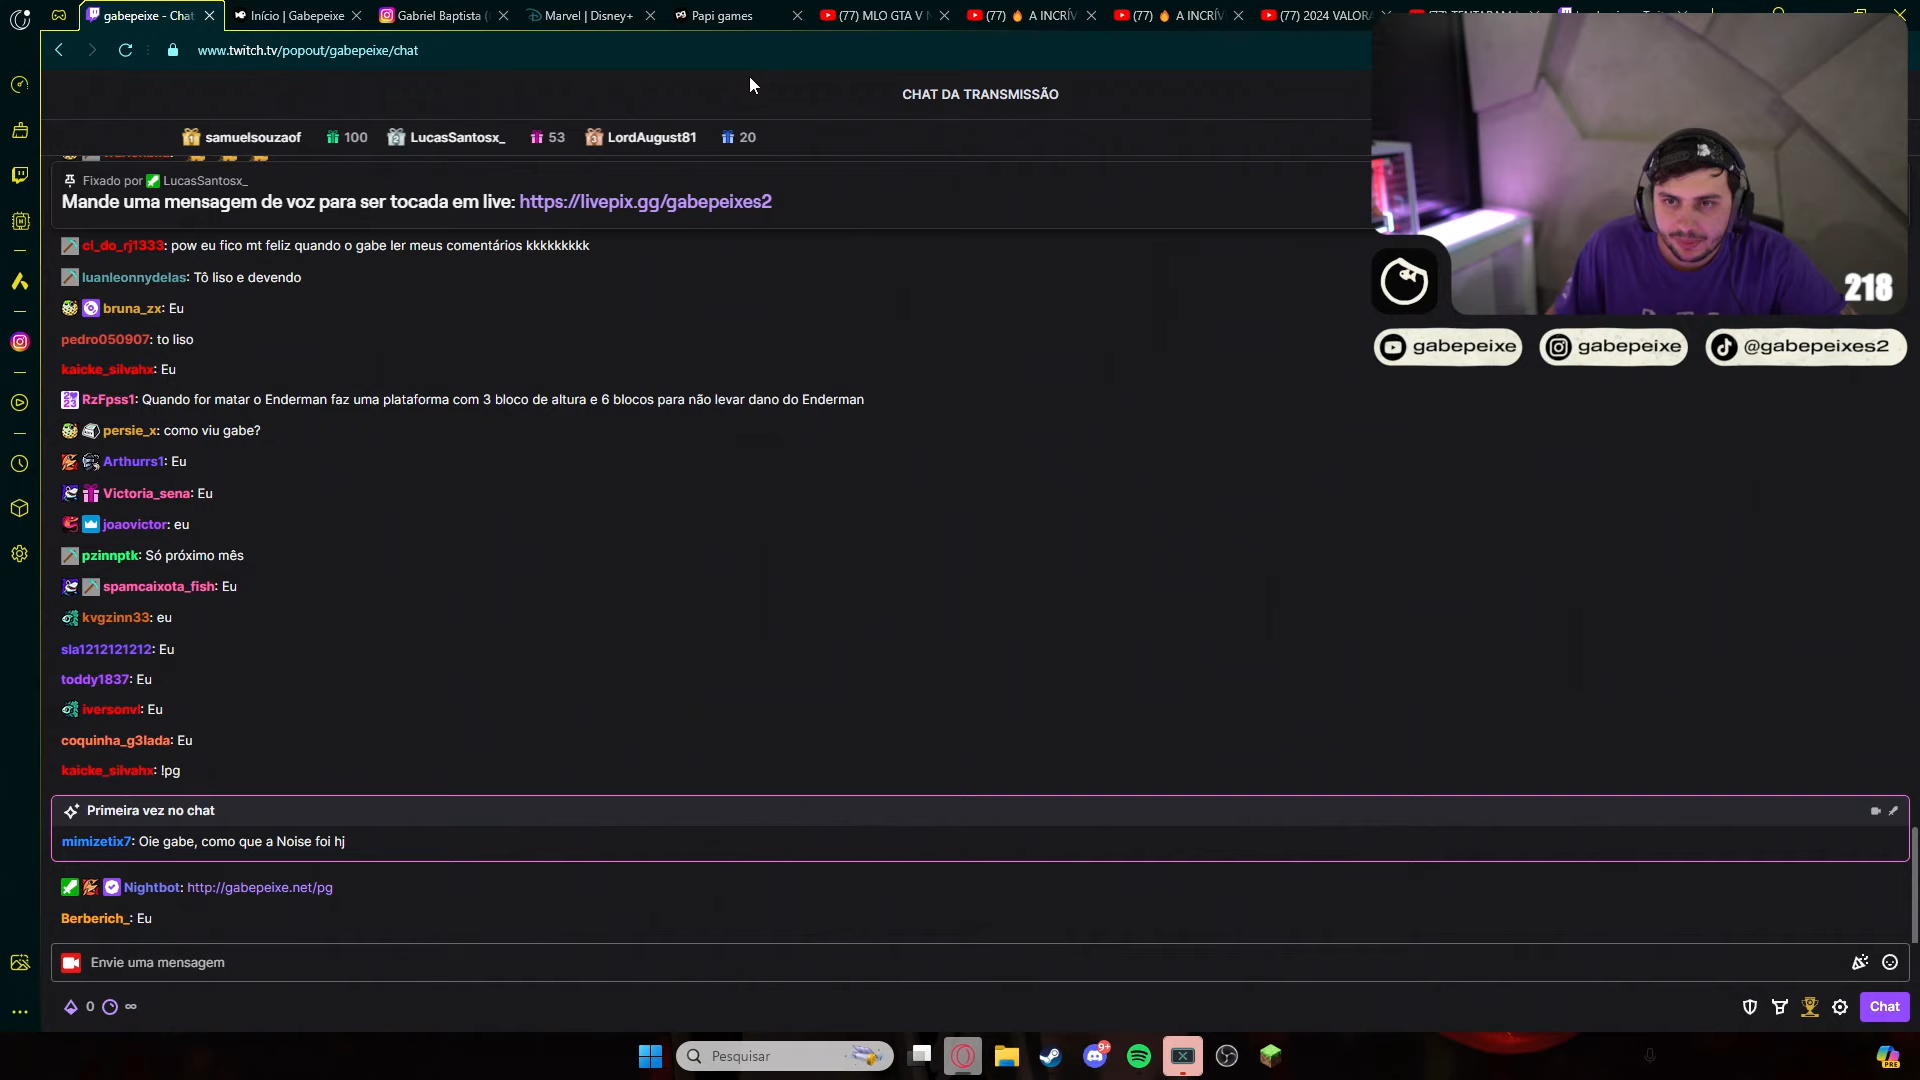 gabepeixe - Chat
Início | Gabepeixe
Gabriel Baptista (
Marvel | Disney+
Papi games
(77) MLO GTA V
(77) 🔥 A INCRÍV
(77) 🔥 A INCRÍV
(77) 2024 VALORA
www.twitch.tv/popout/gabepeixe/chat
CHAT DA TRANSMISSÃO
samuelsouzaof 100 LucasSantosx_ 53 LordAugust81 20
Fixado por LucasSantosx_
Mande uma mensagem de voz para ser tocada em live: https://livepix.gg/gabepeixes2
ci_do_rj1333: pow eu fico mt feliz quando o gabe ler meus comentários kkkkkkkkk
luanleonnydelas: Tô liso e devendo
bruna_zx: Eu
pedro050907: to liso
kaicke_silvahx: Eu
RzFpss1: Quando for matar o Enderman faz uma plataforma com 3 bloco de altura e 6 blocos para não levar dano do Enderman
persie_x: como viu gabe?
Arthurrs1: Eu
Victoria_sena: Eu
joaovictor: eu
pzinnptk: Só próximo mês
spamcaixota_fish: Eu
kvgzinn33: eu
sla1212121212: Eu
toddy1837: Eu
iversonvl: Eu
coquinha_g3lada: Eu
kaicke_silvahx: !pg
Primeira vez no chat
mimizetix7: Oie gabe, como que a Noise foi hj
Nightbot: http://gabepeixe.net/pg
Berberich_: Eu
Envie uma mensagem
0 ∞
Chat
218
gabepeixe
gabepeixe
@gabepeixes2
Pesquisar
9+
PRE